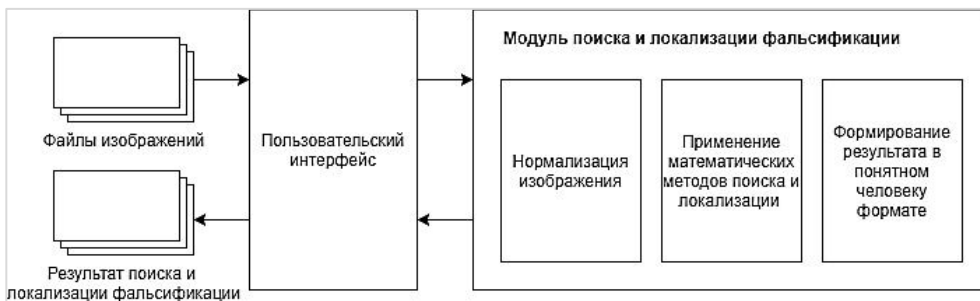 Файлы изображений
Результат поиска и
локализации фальсификации
Пользовательский
интерфейс
Модуль поиска и локализации фальсификации
Нормализация
изображения
Применение
математических
методов поиска и
локализации
Формирование
результата в
понятном
человеку
формате